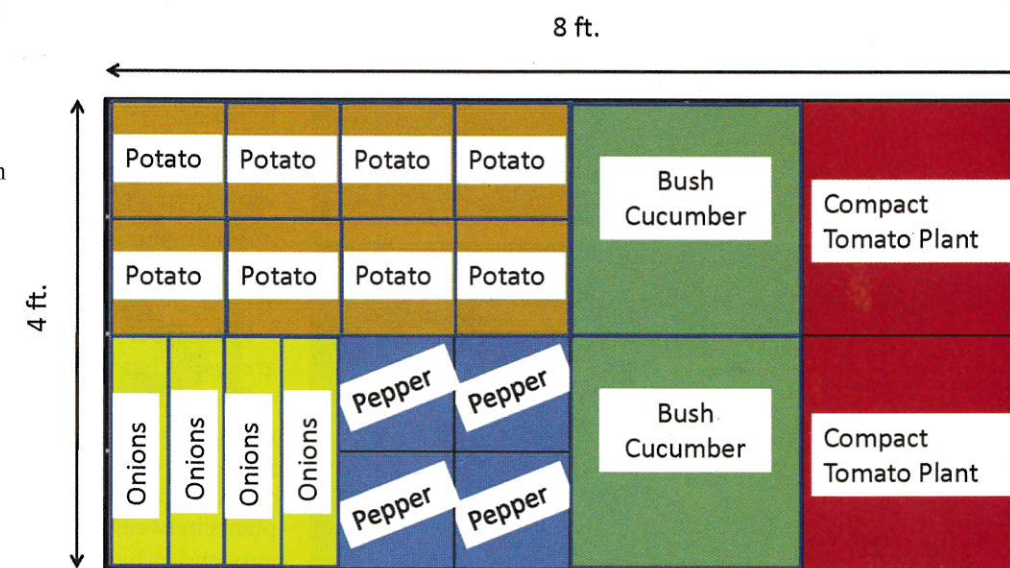 8 ft.
4 ft.
Potato Potato Potato Potato
Bush
Cucumber
Compact
Tomato Plant
Potato Potato Potato Potato
Onions Onions Onions Onions
Pepper Pepper
Pepper Pepper
Bush
Cucumber
Compact
Tomato Plant